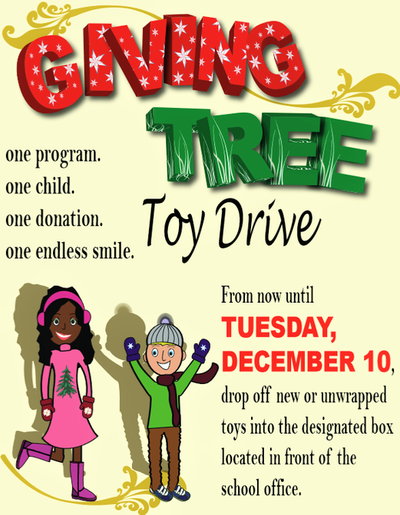 GIVING
TREE
Toy Drive
one program.
one child.
one donation.
one endless smile.
From now until
TUESDAY,
DECEMBER 10,
drop off new or unwrapped
toys into the designated box
located in front of the
school office.